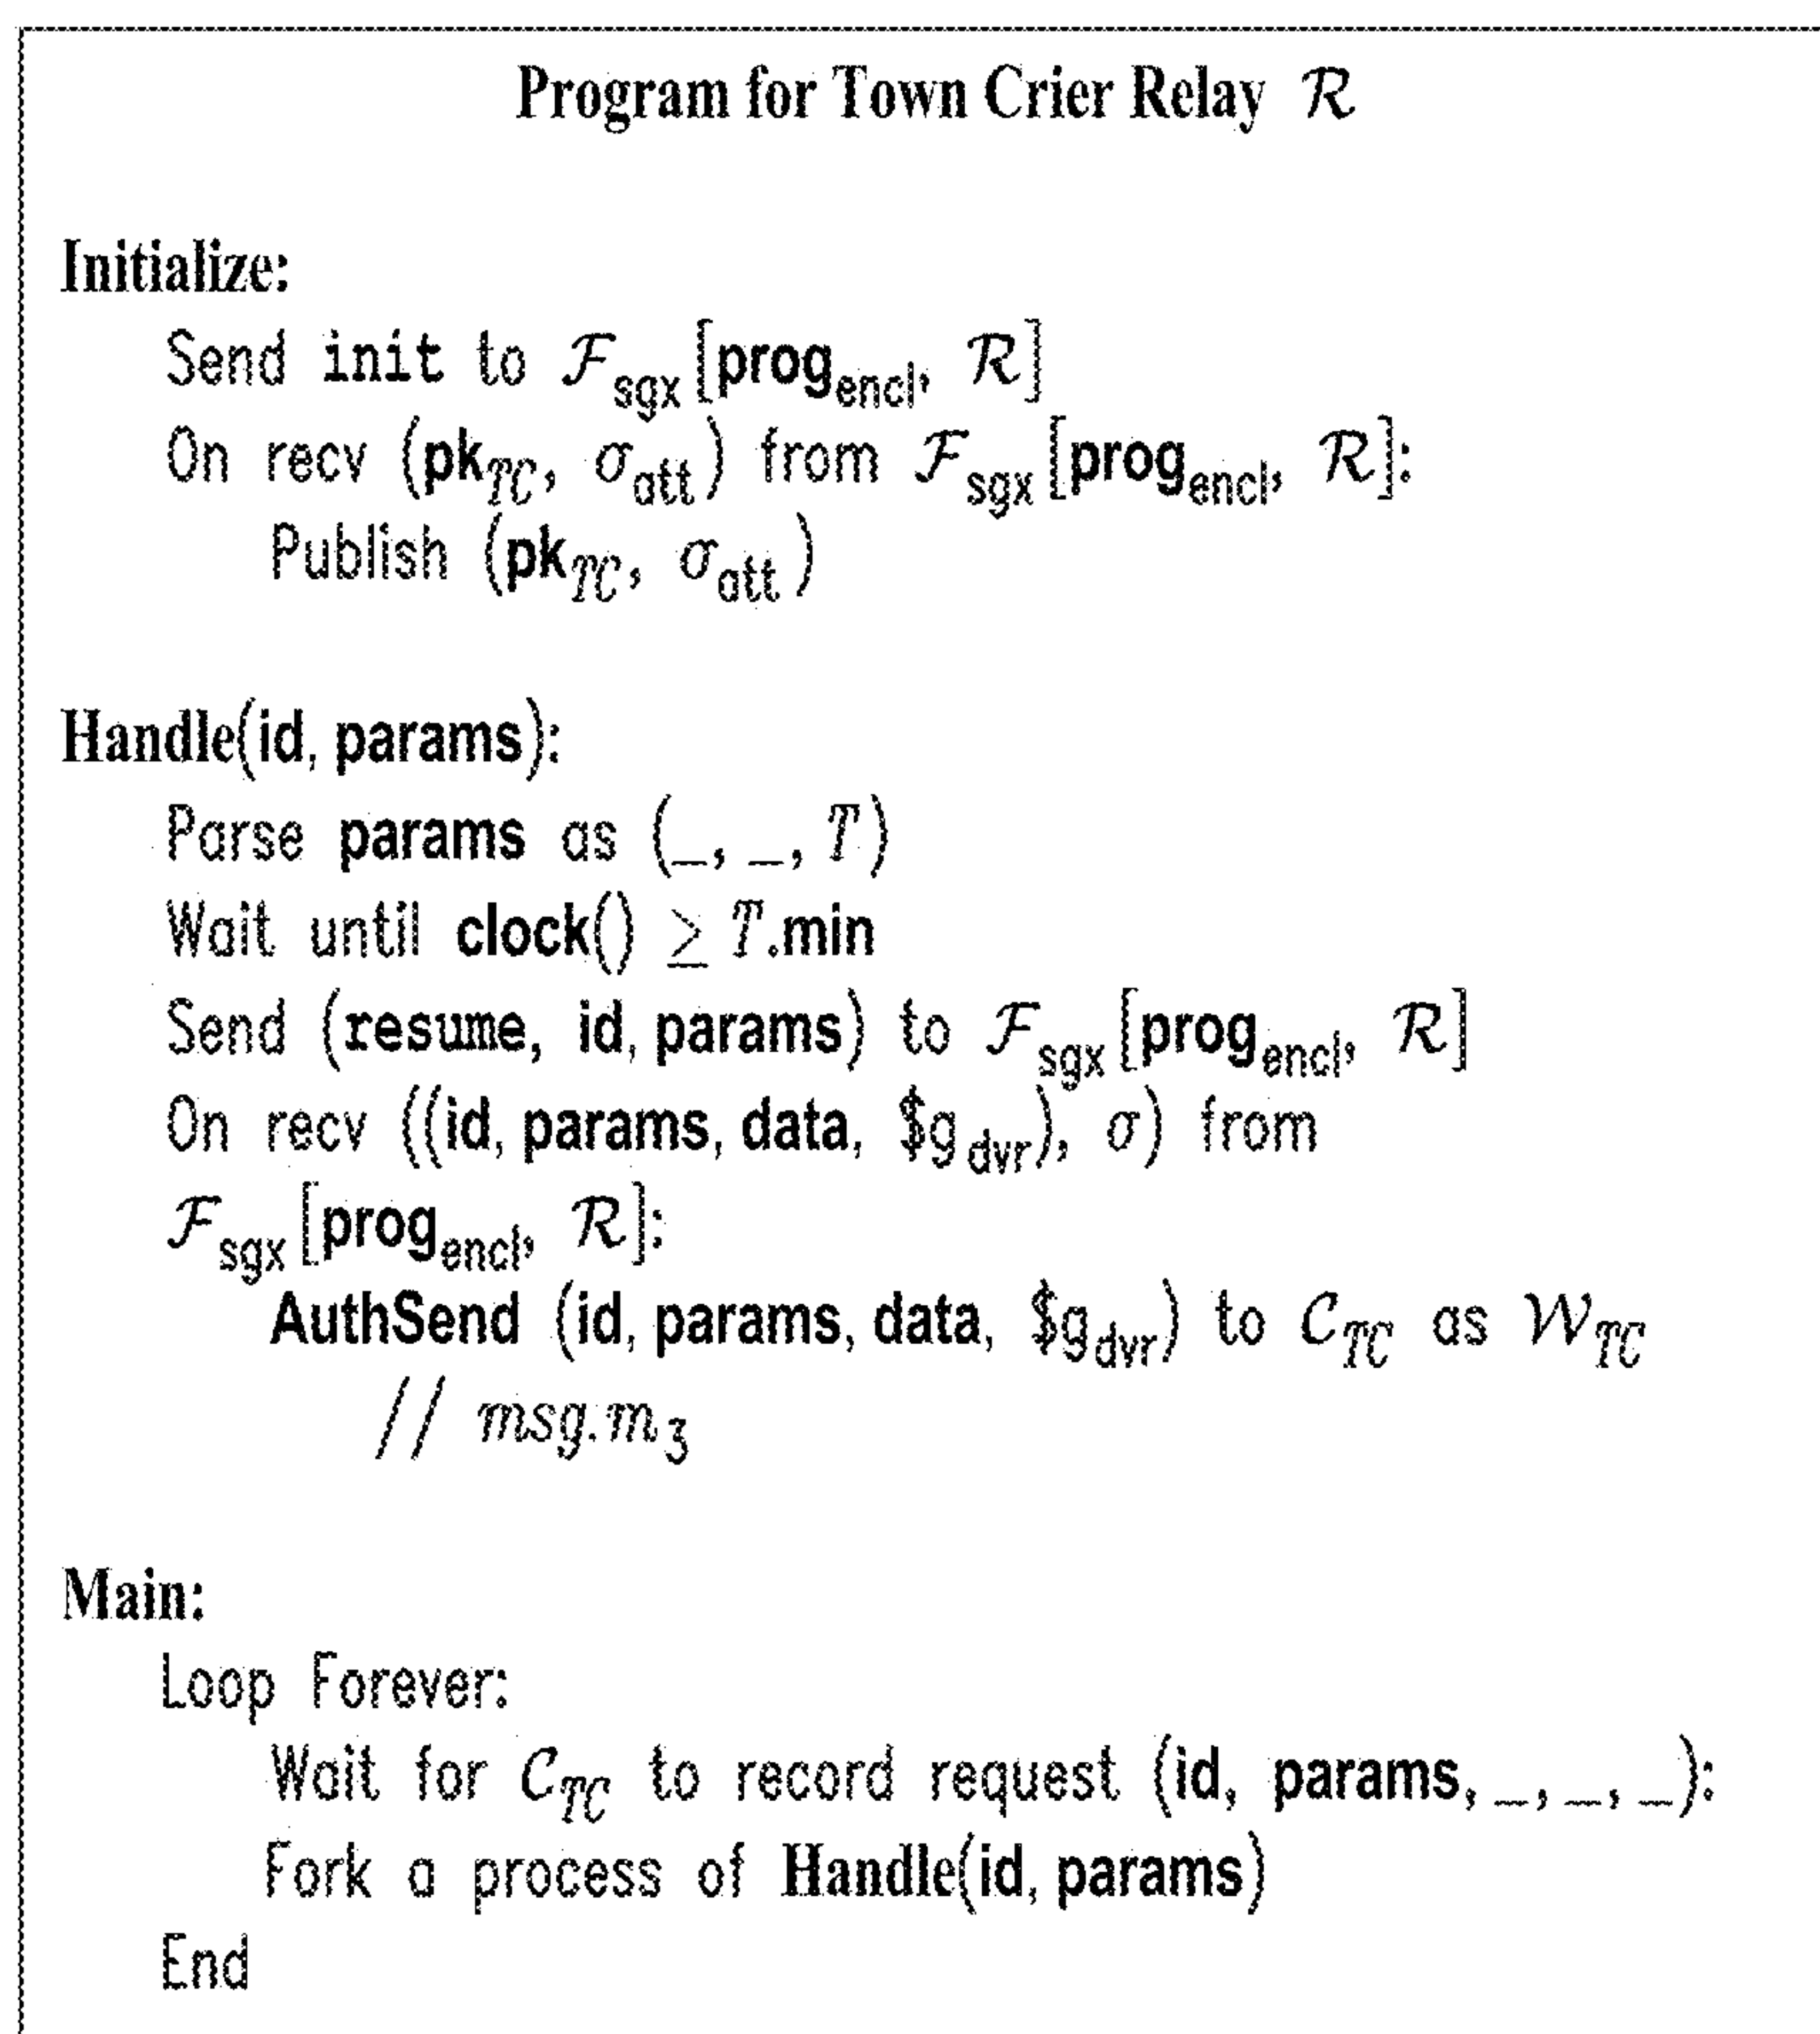 Program for Town Crier Relay ℛ
Initialize:
Send init to ℱsgx[progencl, ℛ]
On recv (pkTC, σatt) from ℱsgx[progencl, ℛ]:
Publish (pkTC, σatt)
Handle(id, params):
Parse params as (_, _, T)
Wait until clock() ≥ T.min
Send (resume, id, params) to ℱsgx[progencl, ℛ]
On recv ((id, params, data, $gdvr), σ) from
ℱsgx[progencl, ℛ]:
AuthSend (id, params, data, $gdvr) to 𝒞TC as 𝒲TC
// msg.m3
Main:
Loop Forever:
Wait for 𝒞TC to record request (id, params, _, _, _):
Fork a process of Handle(id, params)
End